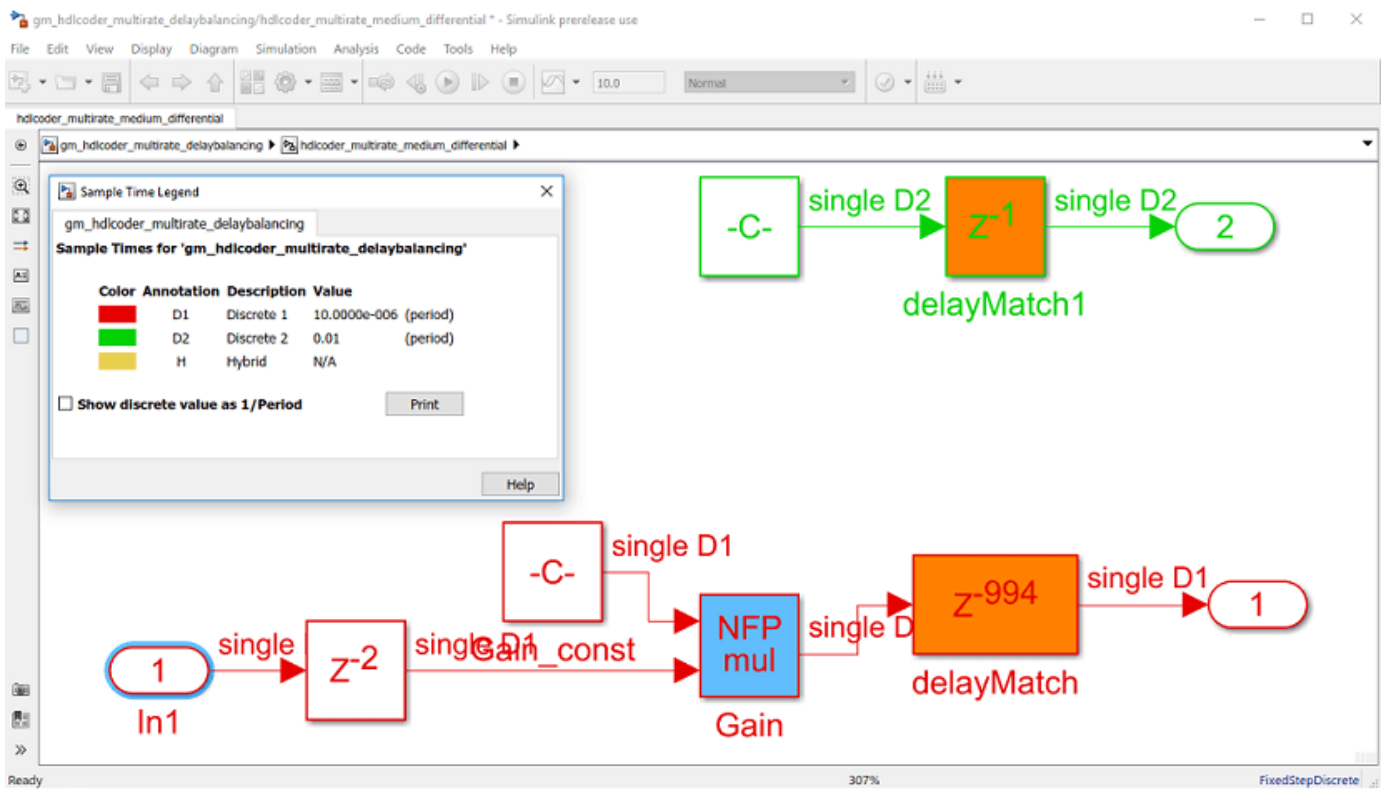 gm_hdlcoder_multirate_delaybalancing/hdlcoder_multirate_medium_differential * - Simulink prerelease use
File Edit View Display Diagram Simulation Analysis Code Tools Help
10.0 Normal
hdlcoder_multirate_medium_differential
gm_hdlcoder_multirate_delaybalancing hdlcoder_multirate_medium_differential
Sample Time Legend
gm_hdlcoder_multirate_delaybalancing
Sample Times for 'gm_hdlcoder_multirate_delaybalancing'
Color Annotation Description Value
D1 Discrete 1 10.0000e-006 (period)
D2 Discrete 2 0.01 (period)
H Hybrid N/A
Show discrete value as 1/Period Print
Help
-C- single D2 Z-1 single D2 2
delayMatch1
-C- single D1
Gain_const
1 single Z-2 single D1 NFP mul single D Z-994 single D1 1
In1 Gain delayMatch
Ready 307% FixedStepDiscrete